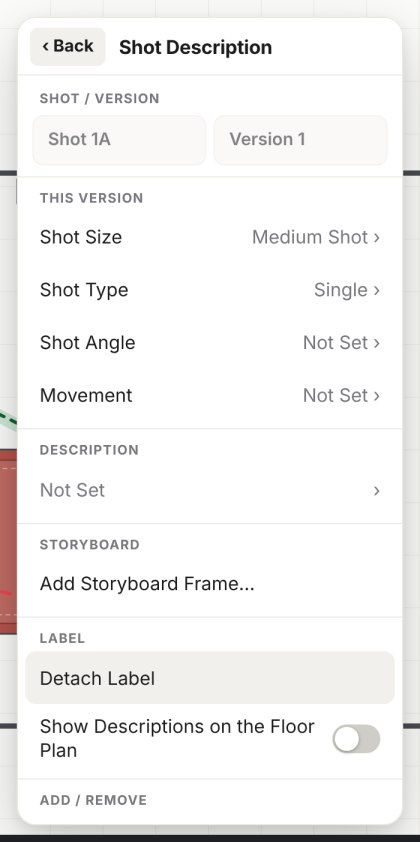 ‹ Back Shot Description
SHOT / VERSION
Shot 1A Version 1
THIS VERSION
Shot Size Medium Shot ›
Shot Type Single ›
Shot Angle Not Set ›
Movement Not Set ›
DESCRIPTION
Not Set ›
STORYBOARD
Add Storyboard Frame...
LABEL
Detach Label
Show Descriptions on the Floor
Plan
ADD / REMOVE